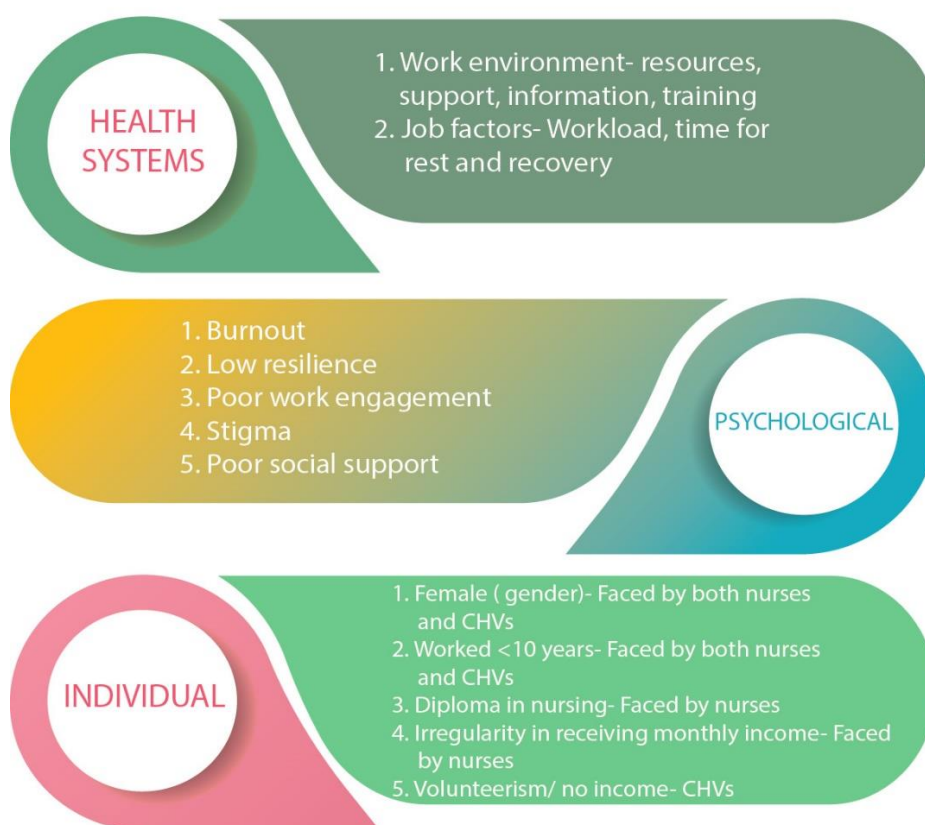 HEALTH
SYSTEMS
1. Work environment- resources,
support, information, training
2. Job factors- Workload, time for
rest and recovery
1. Burnout
2. Low resilience
3. Poor work engagement
4. Stigma
5. Poor social support
PSYCHOLOGICAL
INDIVIDUAL
1. Female ( gender)- Faced by both nurses
and CHVs
2. Worked <10 years- Faced by both nurses
and CHVs
3. Diploma in nursing- Faced by nurses
4. Irregularity in receiving monthly income- Faced
by nurses
5. Volunteerism/ no income- CHVs